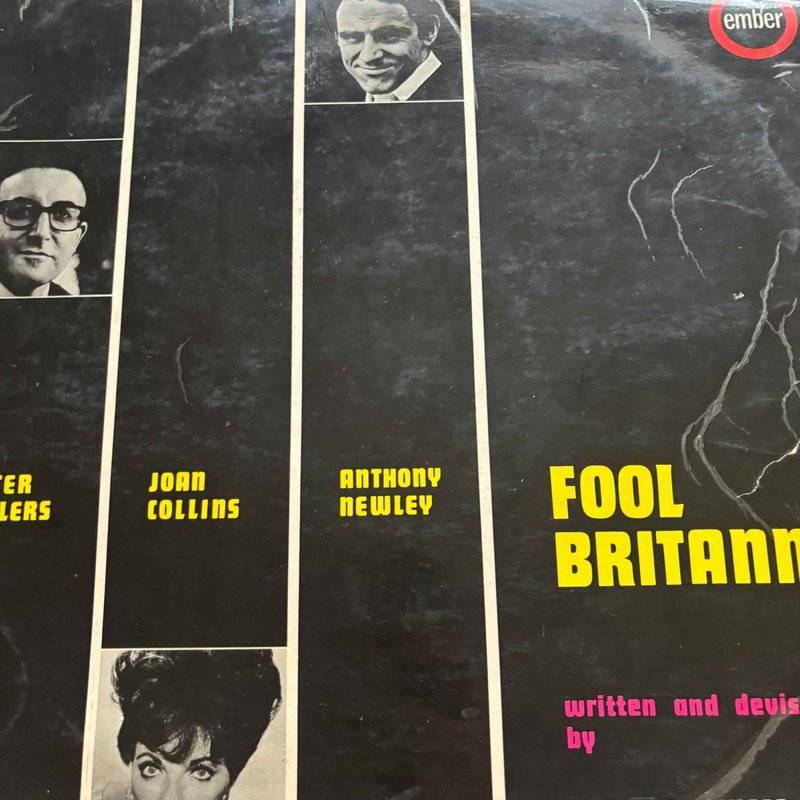 ember
TER
LERS
JOAN
COLLINS
ANTHONY
NEWLEY
FOOL
BRITANN
written and devis
by